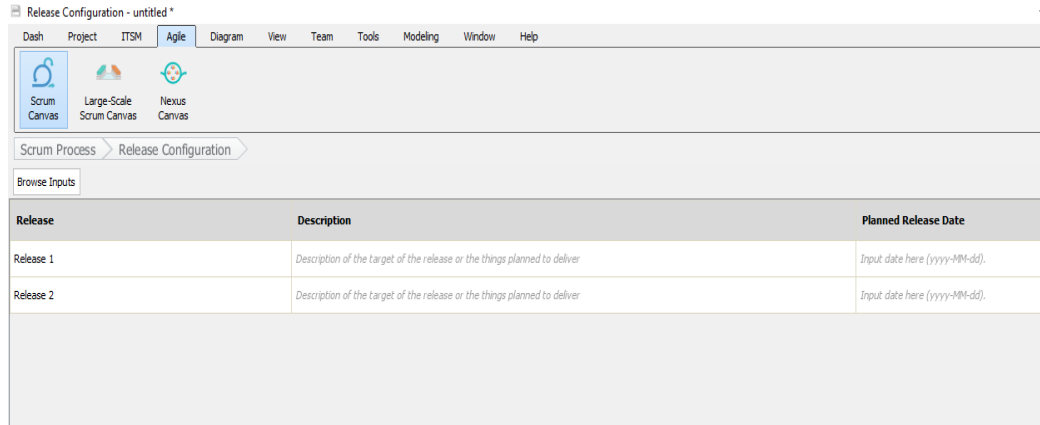 Release Configuration - untitled *
Dash Project ITSM Agile Diagram View Team Tools Modeling Window Help
Scrum Large-Scale Nexus
Canvas Scrum Canvas Canvas
Scrum Process Release Configuration
Browse Inputs
Release Description Planned Release Date
Release 1 Description of the target of the release or the things planned to deliver Input date here (yyyy-MM-dd).
Release 2 Description of the target of the release or the things planned to deliver Input date here (yyyy-MM-dd).